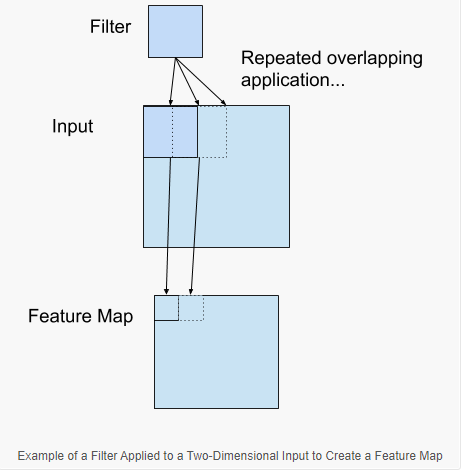 Filter
Repeated overlapping
application...
Input
Feature Map
Example of a Filter Applied to a Two-Dimensional Input to Create a Feature Map